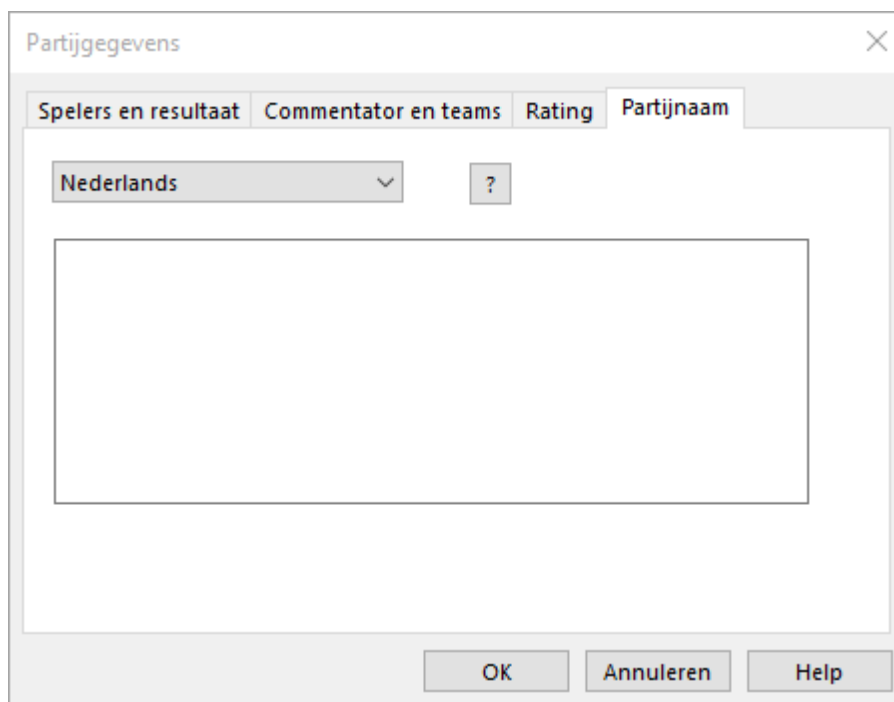 Partijgegevens
Spelers en resultaat Commentator en teams Rating Partijnaam
Nederlands ?
OK Annuleren Help